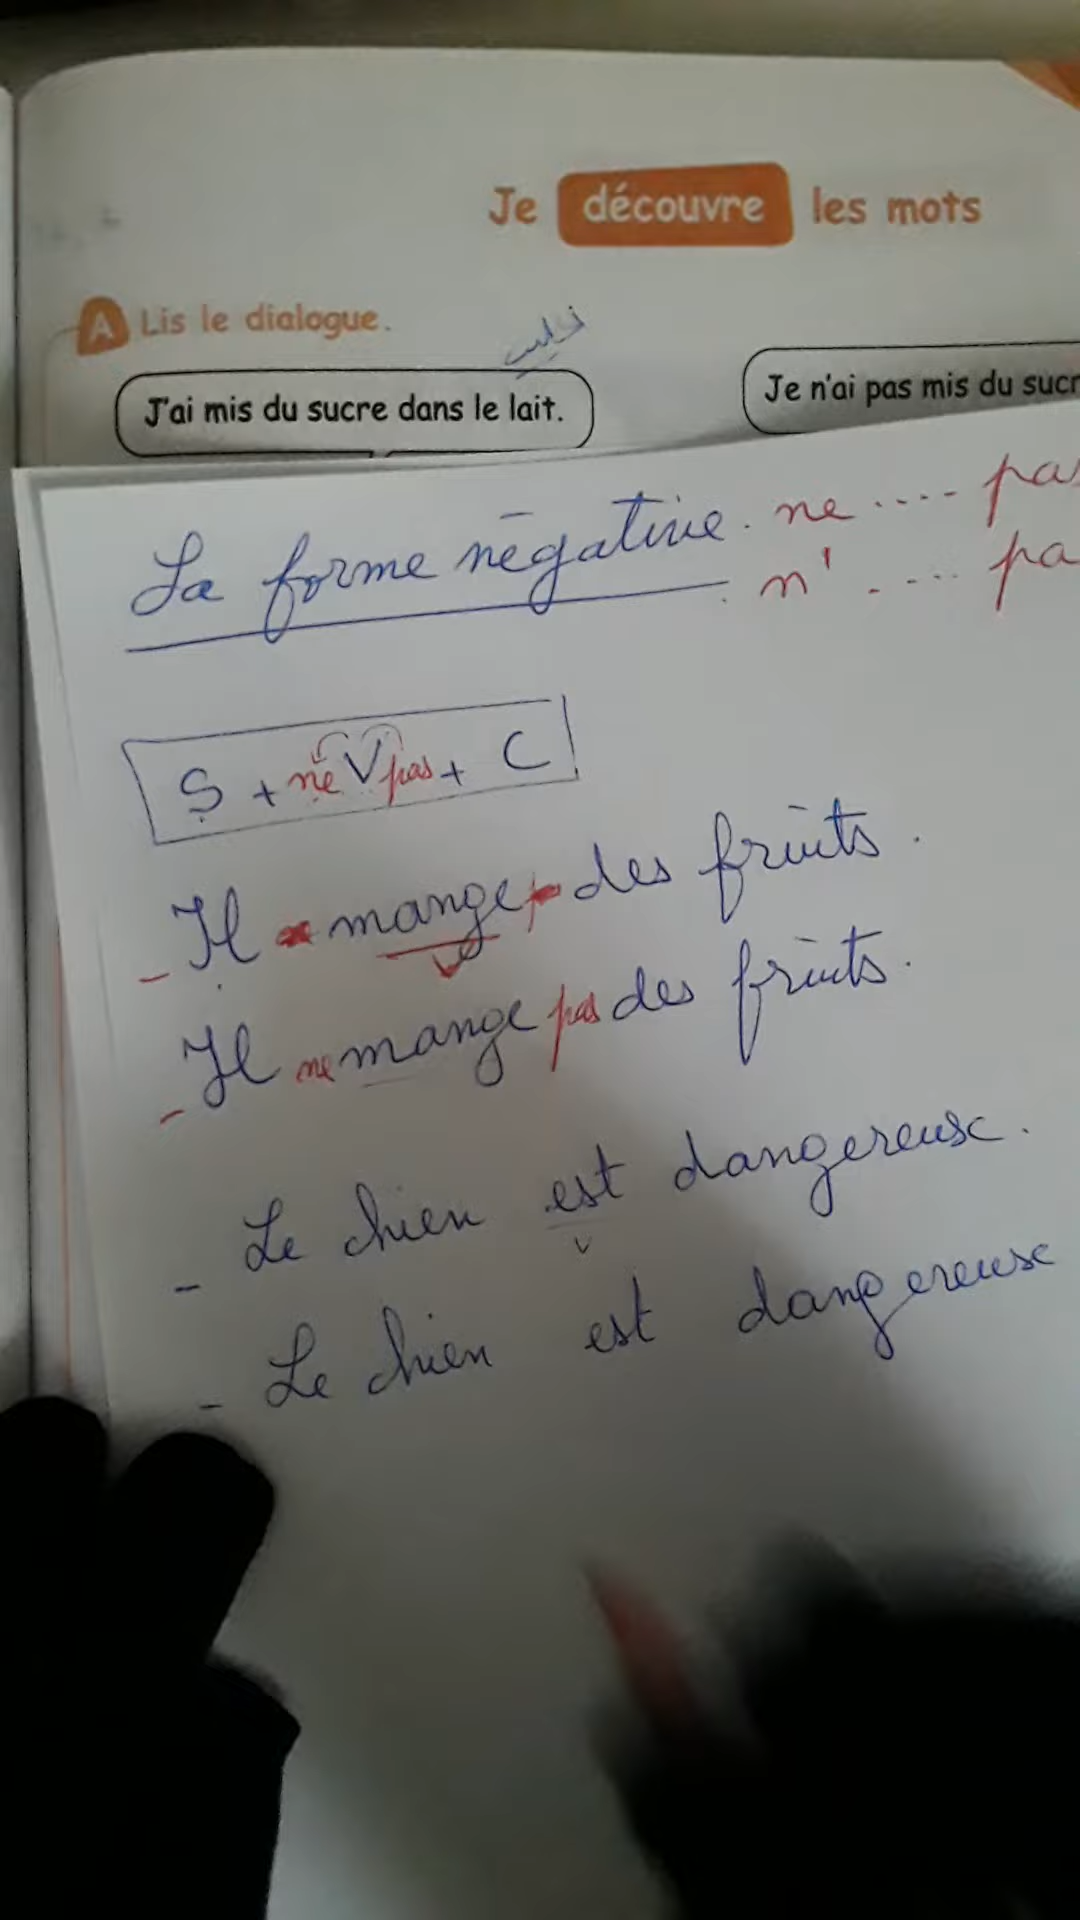 Je découvre les mots
A Lis le dialogue.
حليب
J'ai mis du sucre dans le lait.
Je n'ai pas mis du sucr
La forme négative. ne .... pas
n' .... pa
S + ne V pas + C
- Il mange des fruits.
- Il ne mange pas des fruits.
- Le chien est dangereuse.
V
- Le chien est dangereuse